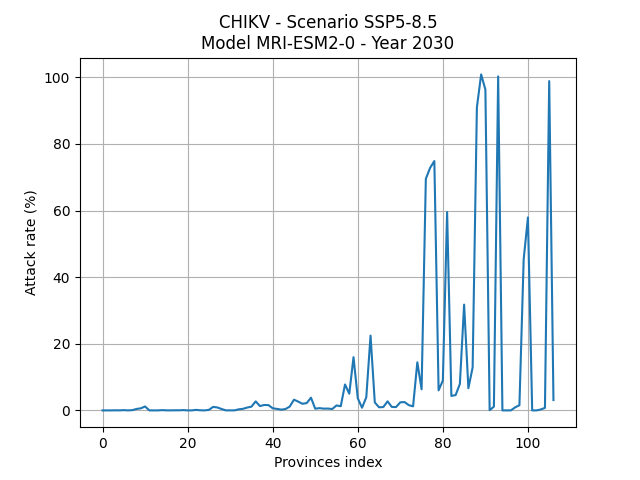 CHIKV - Scenario SSP5-8.5
Model MRI-ESM2-0 - Year 2030
Attack rate (%)
100
80
60
40
20
0
0 20 40 60 80 100
Provinces index